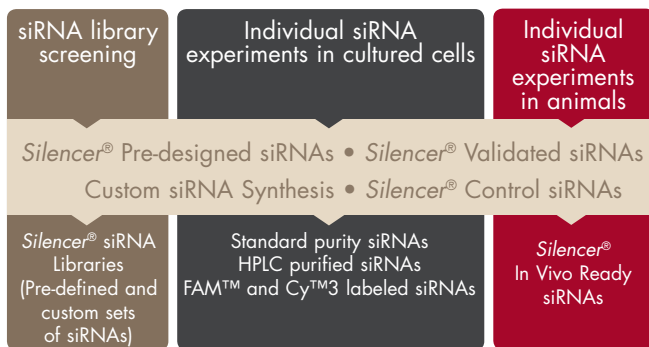 siRNA library
screening
Individual siRNA
experiments in cultured cells
Individual
siRNA
experiments
in animals
Silencer® Pre-designed siRNAs • Silencer® Validated siRNAs
Custom siRNA Synthesis • Silencer® Control siRNAs
Silencer® siRNA
Libraries
(Pre-defined and
custom sets
of siRNAs)
Standard purity siRNAs
HPLC purified siRNAs
FAM™ and Cy™3 labeled siRNAs
Silencer®
In Vivo Ready
siRNAs